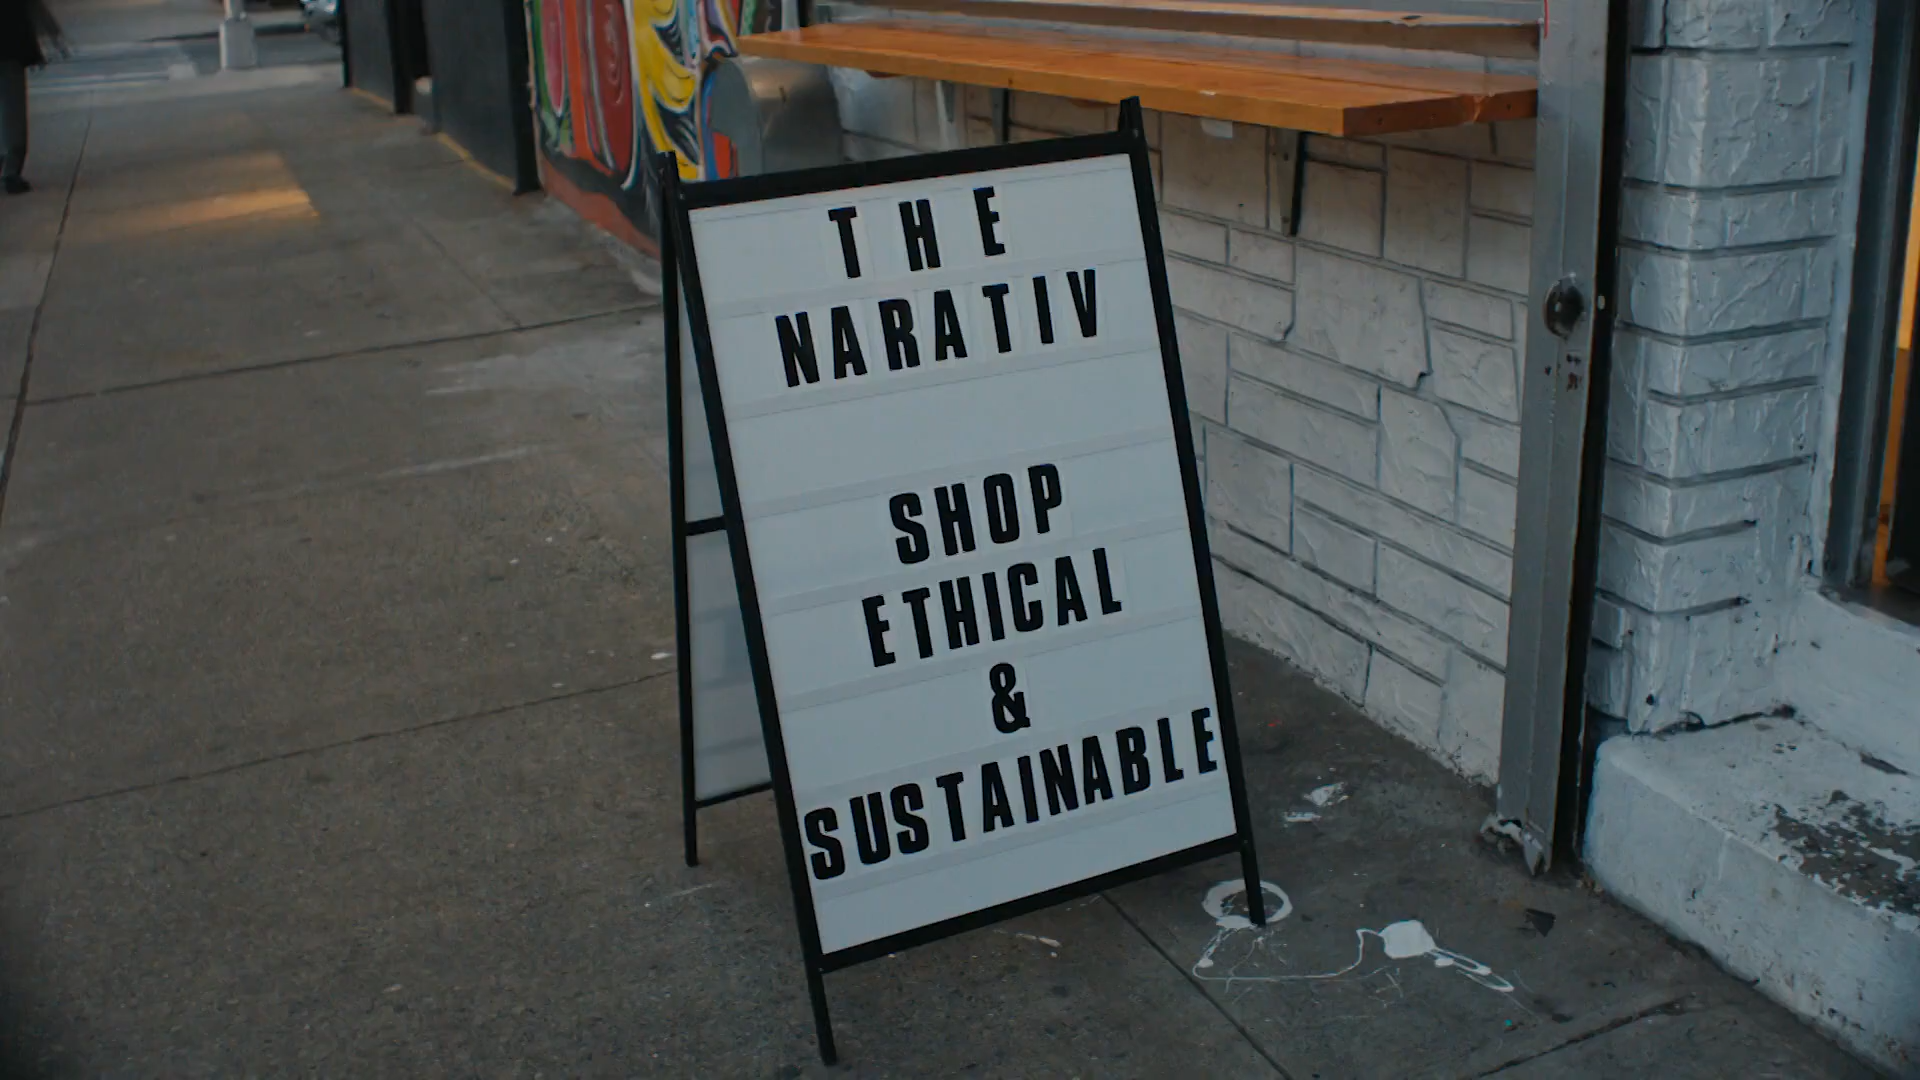 THE
NARATIV
SHOP
ETHICAL
&
SUSTAINABLE